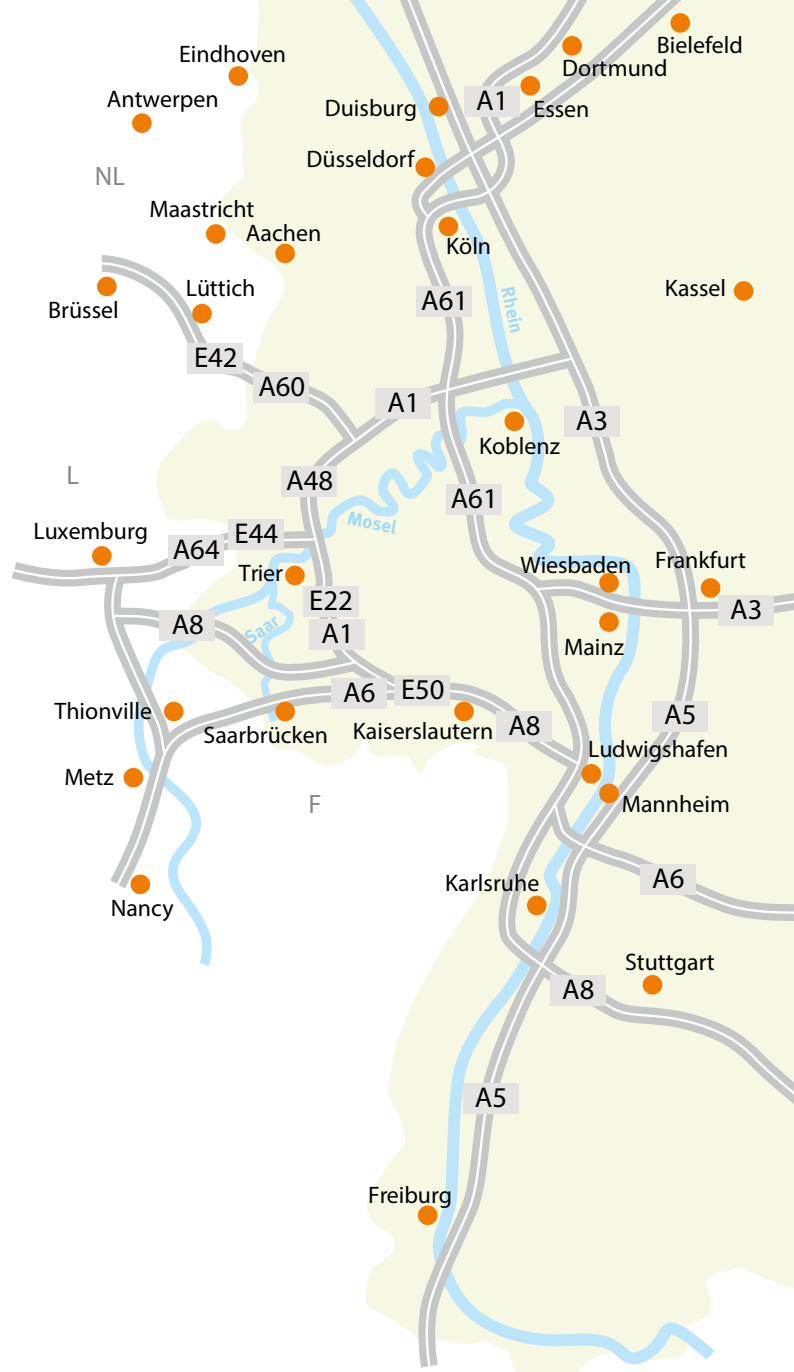 Bielefeld
Eindhoven
Dortmund
Antwerpen
Duisburg
A1
Essen
Düsseldorf
NL
Maastricht
Aachen
Köln
Kassel
Lüttich
Brüssel
A61
Rhein
E42
A60
A1
A3
Koblenz
L
A48
A61
Mosel
Luxemburg
E44
A64
Wiesbaden
Frankfurt
Trier
E22
A3
A8
Saar
A1
Mainz
A6
E50
Thionville
Saarbrücken
Kaiserslautern
A8
A5
Ludwigshafen
Metz
F
Mannheim
Karlsruhe
A6
Nancy
Stuttgart
A8
A5
Freiburg